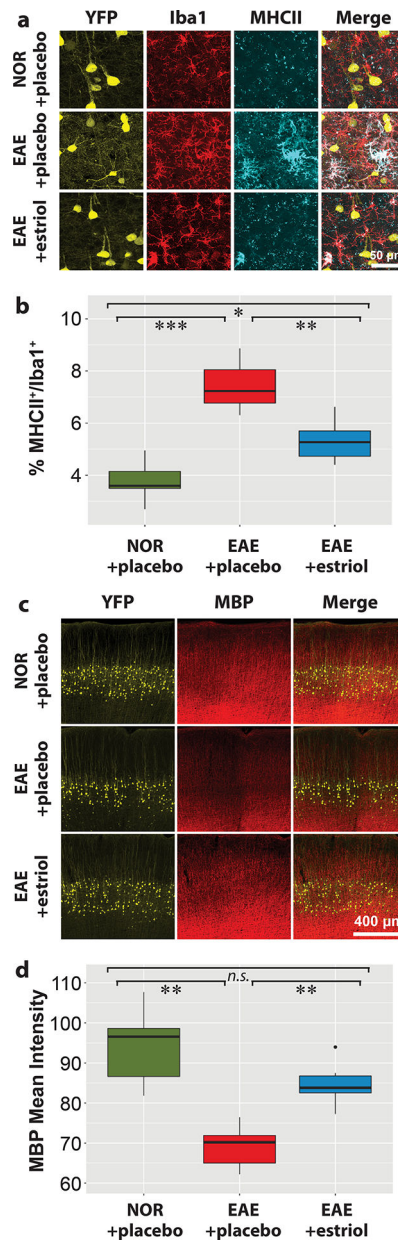 a
YFP Iba1 MHCII Merge
NOR
+placebo
EAE
+placebo
EAE
+estriol
50 µm
b
% MHCII⁺/Iba1⁺
10
8
6
4
*
*** **
NOR EAE EAE
+placebo +placebo +estriol
c
YFP MBP Merge
NOR
+placebo
EAE
+placebo
EAE
+estriol
400 µm
d
MBP Mean Intensity
110
100
90
80
70
60
n.s.
** **
NOR EAE EAE
+placebo +placebo +estriol